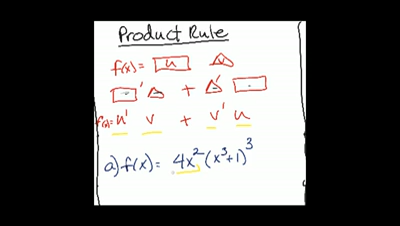 Product Rule
f(x) = u v
' + '
f(x) = u' v + v' u
a) f(x) = 4x² (x³+1)³